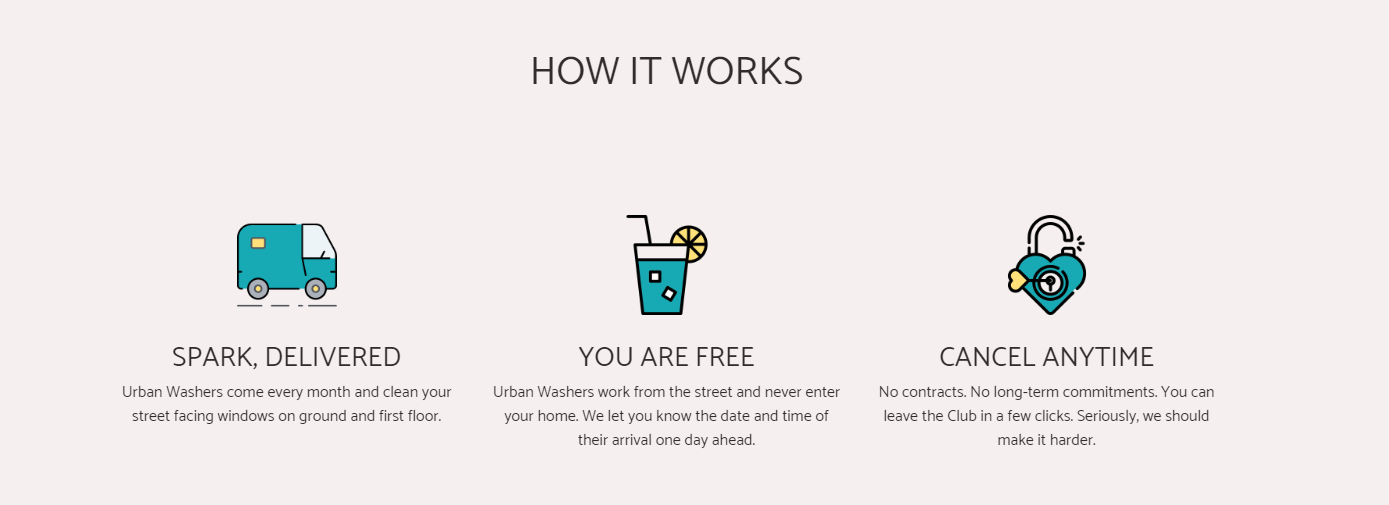 HOW IT WORKS
SPARK, DELIVERED
Urban Washers come every month and clean your
street facing windows on ground and first floor.
YOU ARE FREE
Urban Washers work from the street and never enter
your home. We let you know the date and time of
their arrival one day ahead.
CANCEL ANYTIME
No contracts. No long-term commitments. You can
leave the Club in a few clicks. Seriously, we should
make it harder.